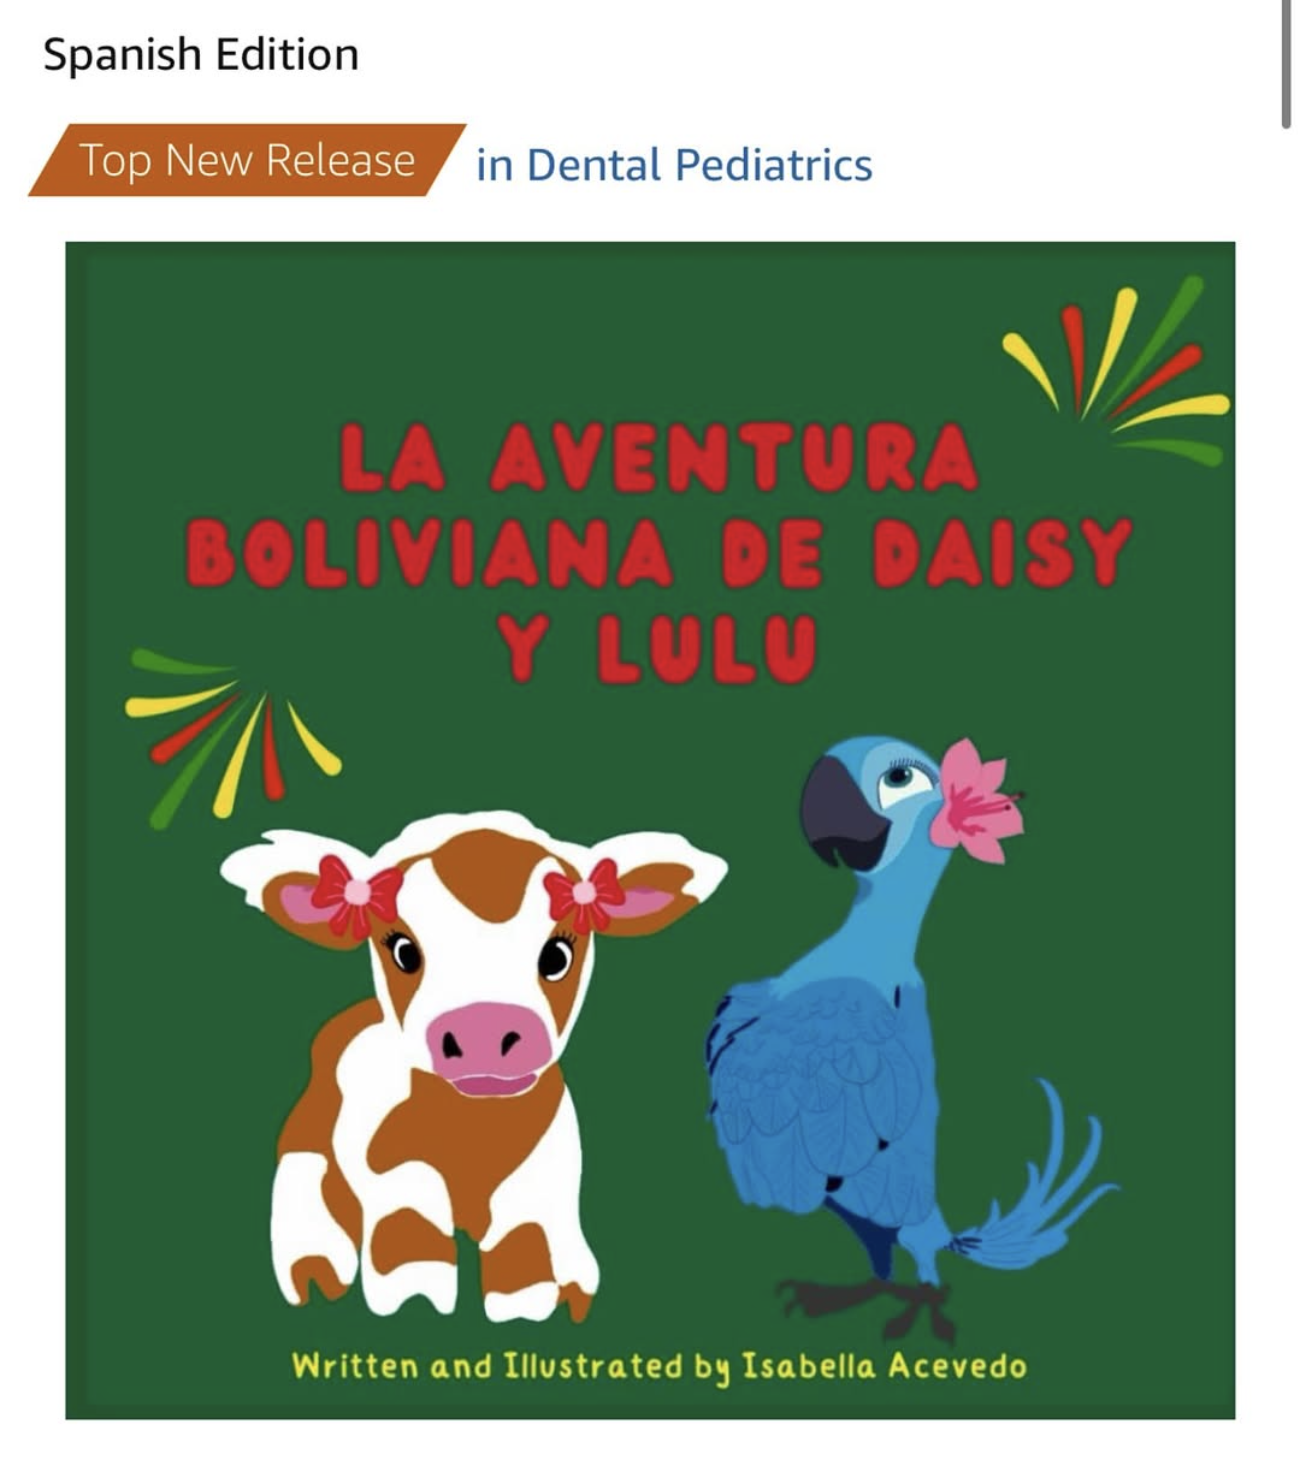 Spanish Edition
Top New Release in Dental Pediatrics
LA AVENTURA
BOLIVIANA DE DAISY
Y LULU
Written and Illustrated by Isabella Acevedo